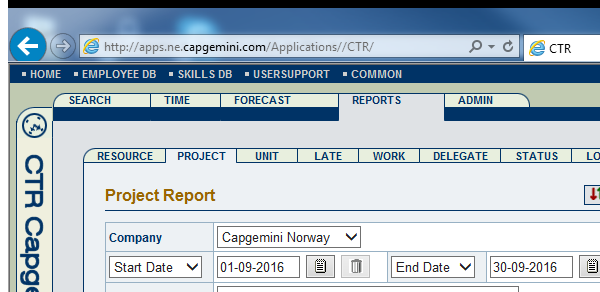 http://apps.ne.capgemini.com/Applications//CTR/ CTR
HOME EMPLOYEE DB SKILLS DB USERSUPPORT COMMON
SEARCH TIME FORECAST REPORTS ADMIN
RESOURCE PROJECT UNIT LATE WORK DELEGATE STATUS LO
CTR Capge
Project Report
Company Capgemini Norway
Start Date 01-09-2016 End Date 30-09-2016